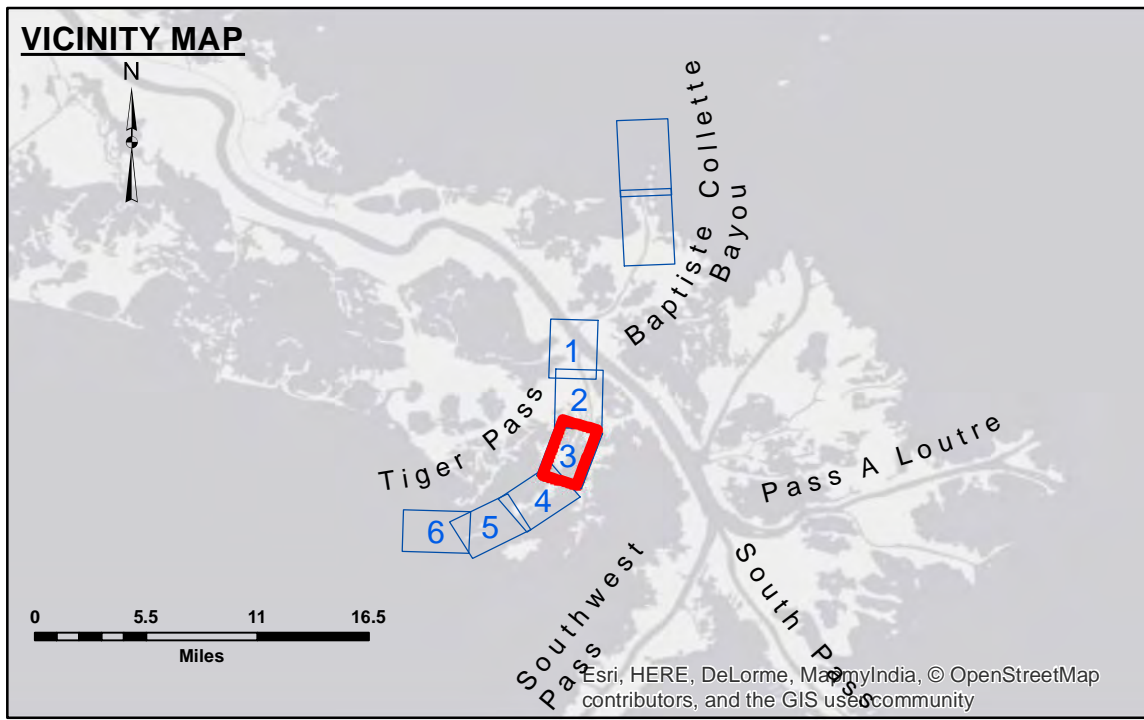 VICINITY MAP
N
Baptiste Collette
Bayou
1
2
Tiger Pass
3
4
5
6
Pass A Loutre
Southwest
Pass
South Pass
0 5.5 11 16.5
Miles
Esri, HERE, DeLorme, MapmyIndia, © OpenStreetMap
contributors, and the GIS user community